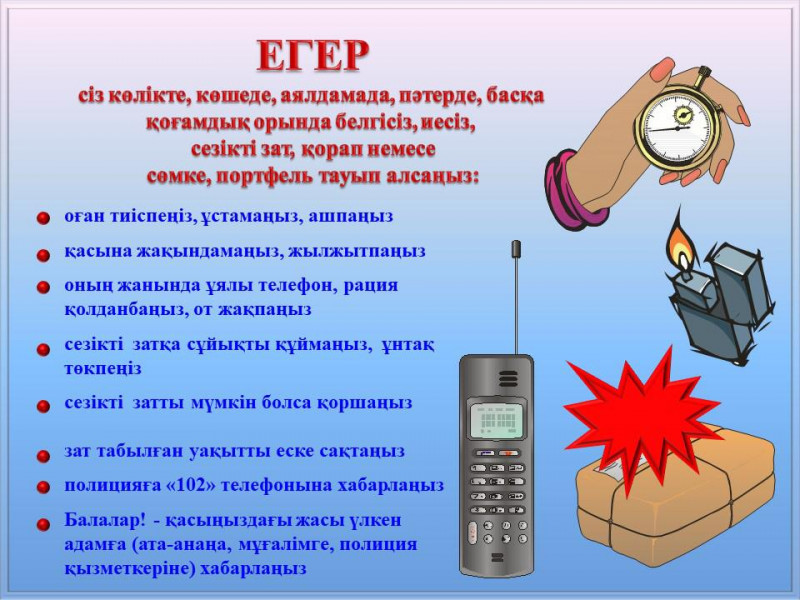 ЕГЕР
сіз көлікте, көшеде, аялдамада, пәтерде, басқа
қоғамдық орында белгісіз, иесіз,
сезікті зат, қорап немесе
сөмке, портфель тауып алсаңыз:
оған тиіспеңіз, ұстамаңыз, ашпаңыз
қасына жақындамаңыз, жылжытпаңыз
оның жанында ұялы телефон, рация
қолданбаңыз, от жақпаңыз
сезікті затқа сұйықты құймаңыз, ұнтақ
төкпеңіз
сезікті затты мүмкін болса қоршаңыз
зат табылған уақытты еске сақтаңыз
полицияға «102» телефонына хабарлаңыз
Балалар! - қасыңыздағы жасы үлкен
адамға (ата-анаңа, мұғалімге, полиция
қызметкеріне) хабарлаңыз